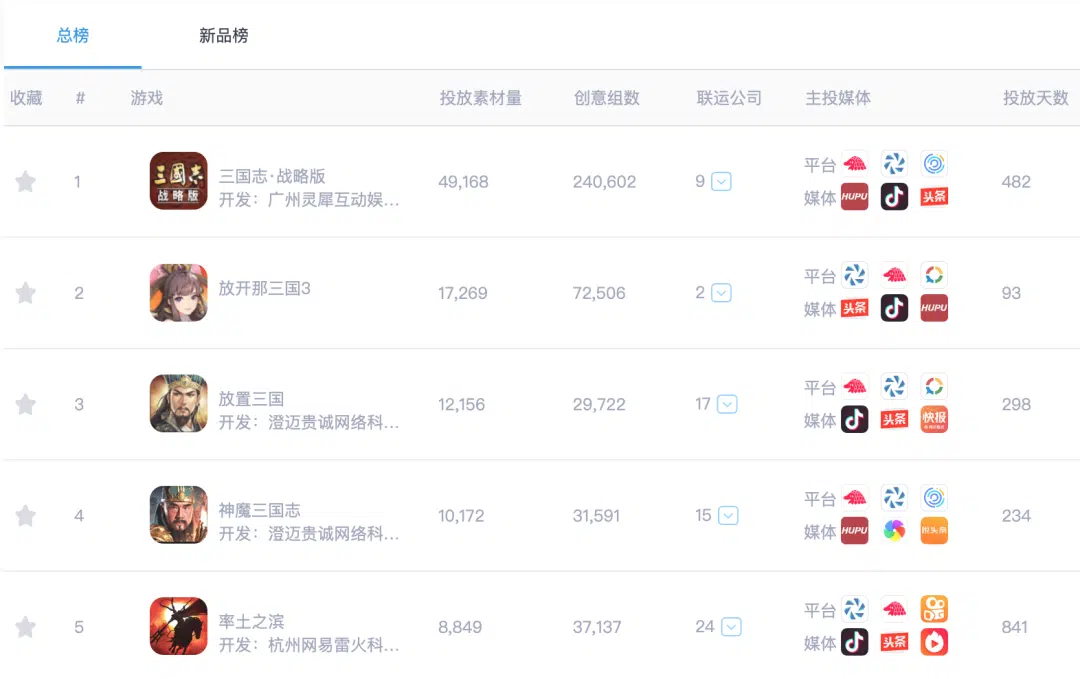 总榜 新品榜
收藏 # 游戏 投放素材量 创意组数 联运公司 主投媒体 投放天数
三國志
战略版
1 三国志·战略版 49,168 240,602 9 平台 482
开发：广州灵犀互动娱... 媒体 HUPU 头条
2 放开那三国3 17,269 72,506 2 平台 93
媒体 头条 HUPU
3 放置三国 12,156 29,722 17 平台 298
开发：澄迈贵诚网络科... 媒体 头条 快报
4 神魔三国志 10,172 31,591 15 平台 234
开发：澄迈贵诚网络科... 媒体 HUPU 头条
5 率土之滨 8,849 37,137 24 平台 841
开发：杭州网易雷火科... 媒体 头条